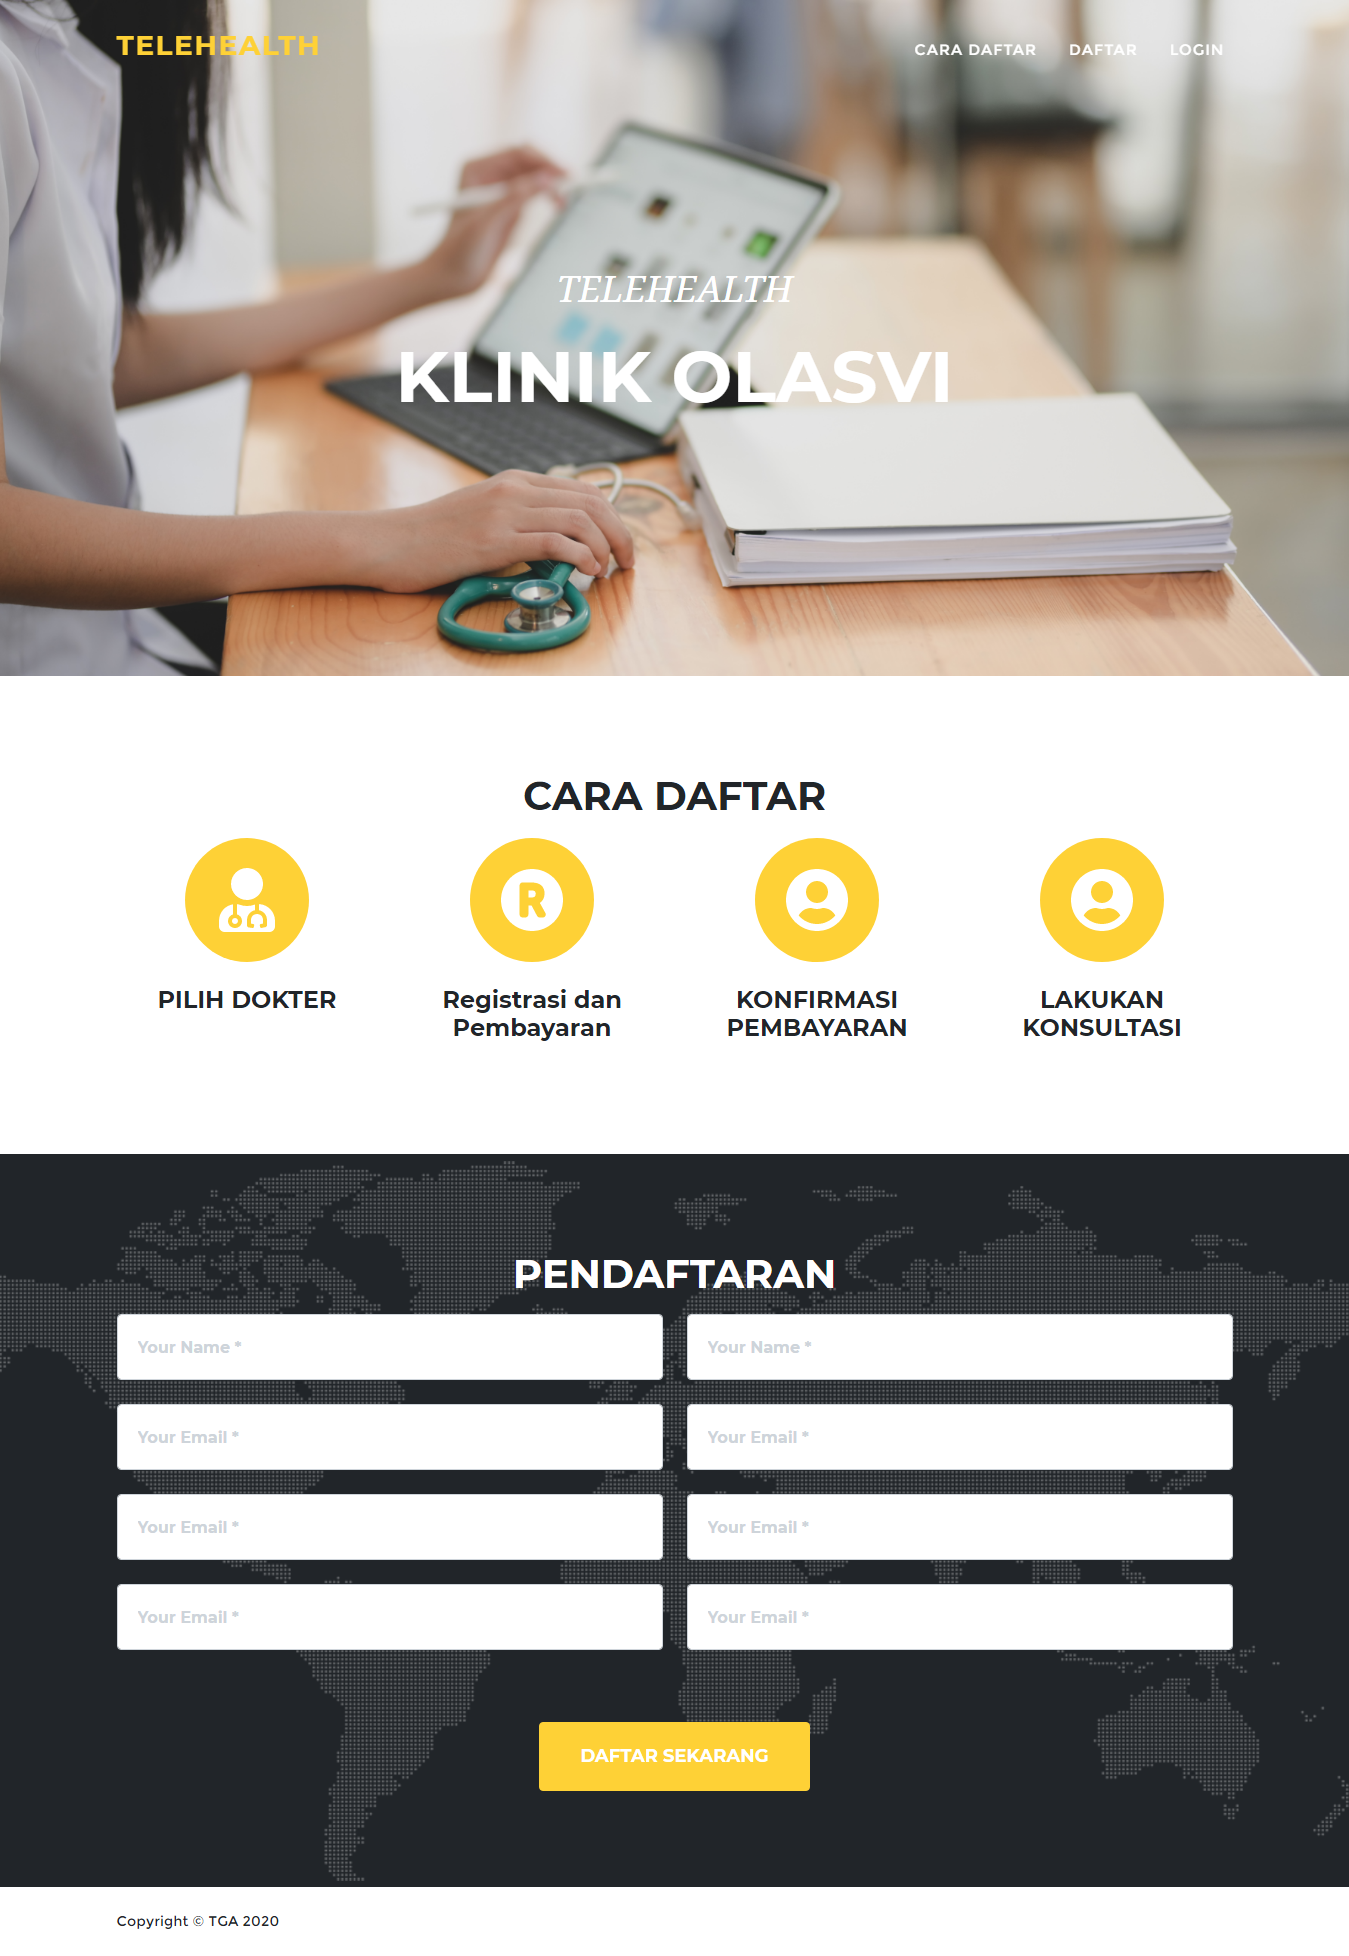 TELEHEALTH
CARA DAFTAR
DAFTAR
LOGIN
TELEHEALTH
KLINIK OLASVI
CARA DAFTAR
R
PILIH DOKTER
Registrasi dan
Pembayaran
KONFIRMASI
PEMBAYARAN
LAKUKAN
KONSULTASI
PENDAFTARAN
Your Name *
Your Name *
Your Email *
Your Email *
Your Email *
Your Email *
Your Email *
Your Email *
DAFTAR SEKARANG
Copyright © TGA 2020